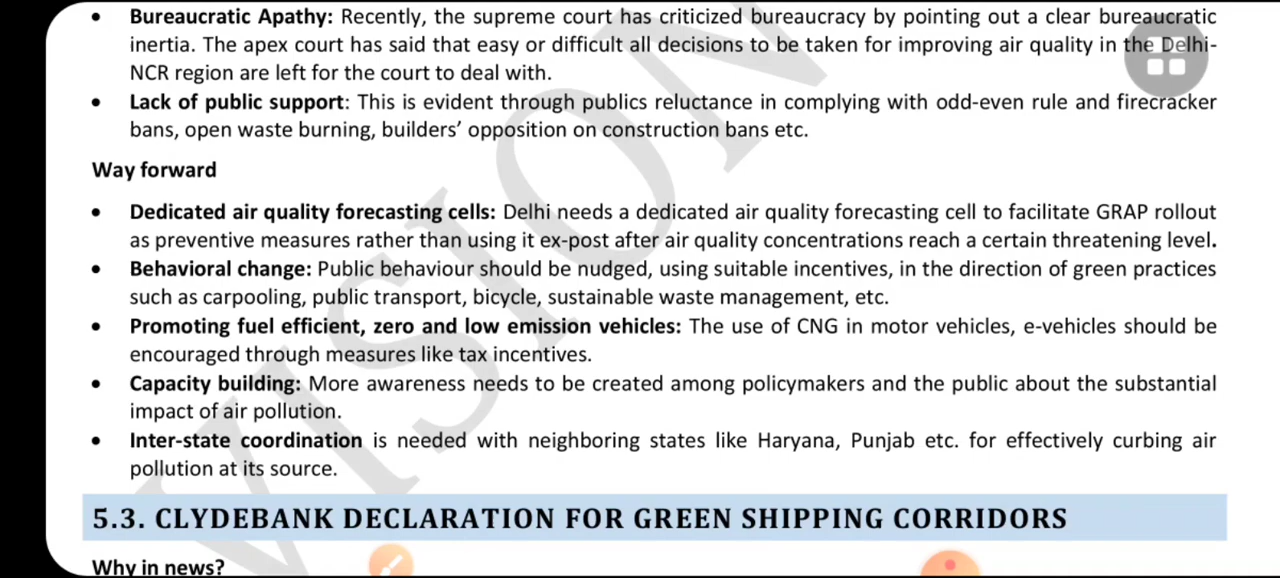 • Bureaucratic Apathy: Recently, the supreme court has criticized bureaucracy by pointing out a clear bureaucratic
inertia. The apex court has said that easy or difficult all decisions to be taken for improving air quality in the Delhi-
NCR region are left for the court to deal with.
• Lack of public support: This is evident through publics reluctance in complying with odd-even rule and firecracker
bans, open waste burning, builders’ opposition on construction bans etc.
Way forward
• Dedicated air quality forecasting cells: Delhi needs a dedicated air quality forecasting cell to facilitate GRAP rollout
as preventive measures rather than using it ex-post after air quality concentrations reach a certain threatening level.
• Behavioral change: Public behaviour should be nudged, using suitable incentives, in the direction of green practices
such as carpooling, public transport, bicycle, sustainable waste management, etc.
• Promoting fuel efficient, zero and low emission vehicles: The use of CNG in motor vehicles, e-vehicles should be
encouraged through measures like tax incentives.
• Capacity building: More awareness needs to be created among policymakers and the public about the substantial
impact of air pollution.
• Inter-state coordination is needed with neighboring states like Haryana, Punjab etc. for effectively curbing air
pollution at its source.
5.3. CLYDEBANK DECLARATION FOR GREEN SHIPPING CORRIDORS
Why in news?
VISION